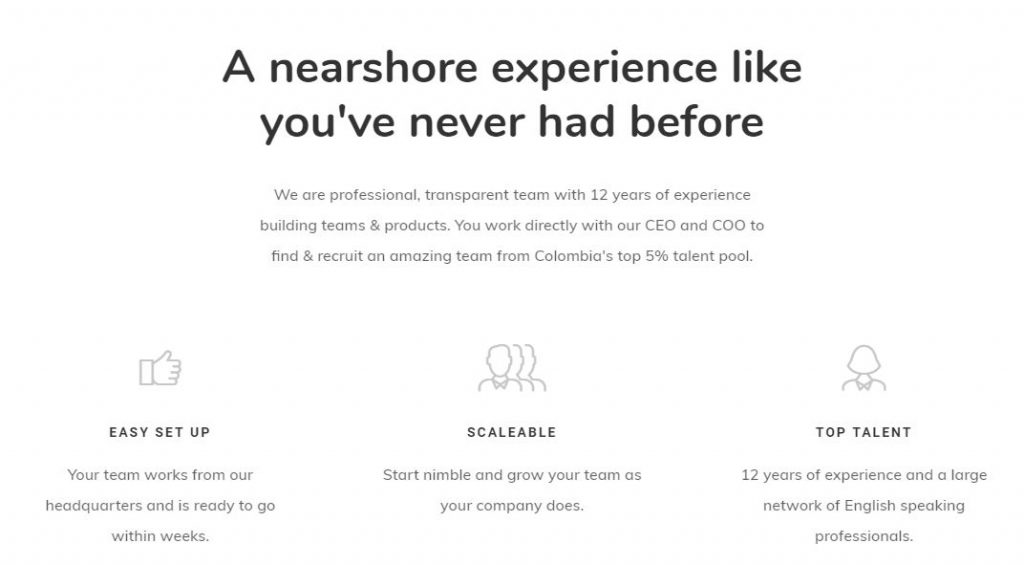 A nearshore experience like
you've never had before
We are professional, transparent team with 12 years of experience
building teams & products. You work directly with our CEO and COO to
find & recruit an amazing team from Colombia's top 5% talent pool.
EASY SET UP
Your team works from our
headquarters and is ready to go
within weeks.
SCALEABLE
Start nimble and grow your team as
your company does.
TOP TALENT
12 years of experience and a large
network of English speaking
professionals.